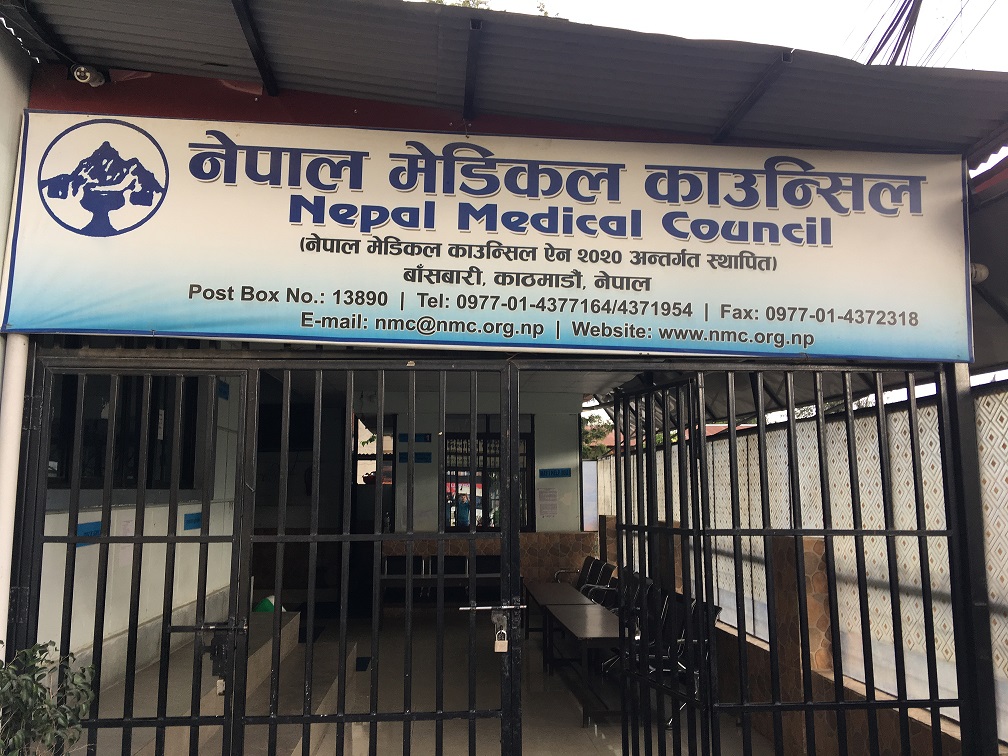 नेपाल मेडिकल काउन्सिल
Nepal Medical Council
(नेपाल मेडिकल काउन्सिल ऐन २०२० अन्तर्गत स्थापित)
बाँसबारी, काठमाडौं, नेपाल
Post Box No.: 13890 | Tel: 0977-01-4377164/4371954 | Fax: 0977-01-4372318
E-mail: nmc@nmc.org.np | Website: www.nmc.org.np